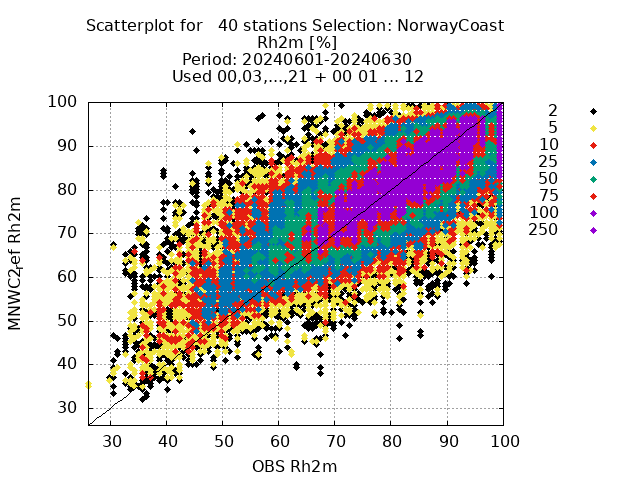 Scatterplot for   40 stations Selection: NorwayCoast
Rh2m [%]
Period: 20240601-20240630
Used 00,03,...,21 + 00 01 ... 12
100
90
80
70
60
50
40
30
30 40 50 60 70 80 90 100
MNWC2ref Rh2m
OBS Rh2m
2
5
10
25
50
75
100
250